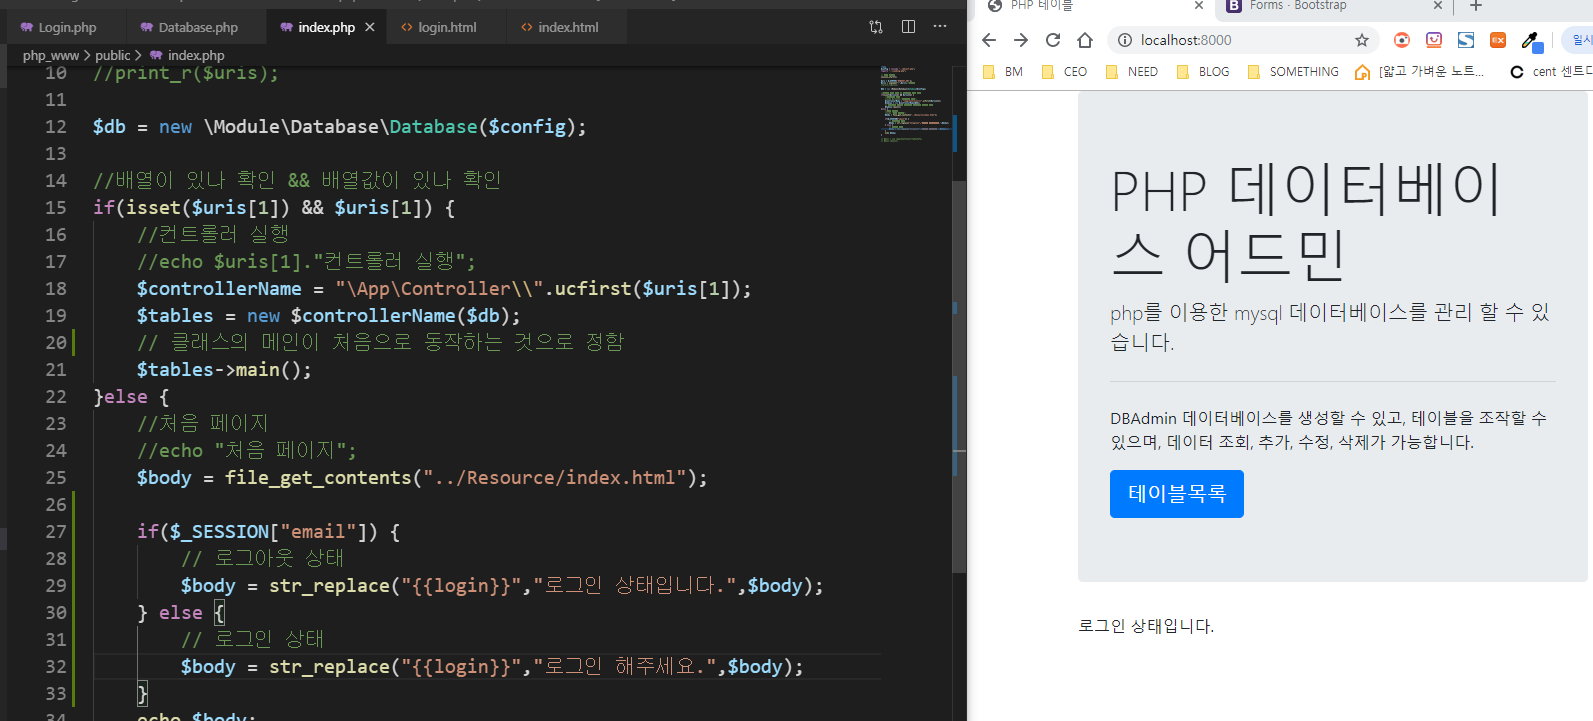 Login.php
Database.php
index.php
login.html
index.html
php_www > public > index.php
10 //print_r($uris);
11
12 $db = new \Module\Database\Database($config);
13
14 //배열이 있나 확인 && 배열값이 있나 확인
15 if(isset($uris[1]) && $uris[1]) {
16 //컨트롤러 실행
17 //echo $uris[1]."컨트롤러 실행";
18 $controllerName = "\App\Controller\\".ucfirst($uris[1]);
19 $tables = new $controllerName($db);
20 // 클래스의 메인이 처음으로 동작하는 것으로 정함
21 $tables->main();
22 }else {
23 //처음 페이지
24 //echo "처음 페이지";
25 $body = file_get_contents("../Resource/index.html");
26
27 if($_SESSION["email"]) {
28 // 로그아웃 상태
29 $body = str_replace("{{login}}","로그인 상태입니다.",$body);
30 } else {
31 // 로그인 상태
32 $body = str_replace("{{login}}","로그인 해주세요.",$body);
33 }
34 echo $body;
PHP 테이블
Forms · Bootstrap
localhost:8000
일시
BM
CEO
NEED
BLOG
SOMETHING
[얇고 가벼운 노트...
cent 센트디
PHP 데이터베이
스 어드민
php를 이용한 mysql 데이터베이스를 관리 할 수 있
습니다.
DBAdmin 데이터베이스를 생성할 수 있고, 테이블을 조작할 수
있으며, 데이터 조회, 추가, 수정, 삭제가 가능합니다.
테이블목록
로그인 상태입니다.